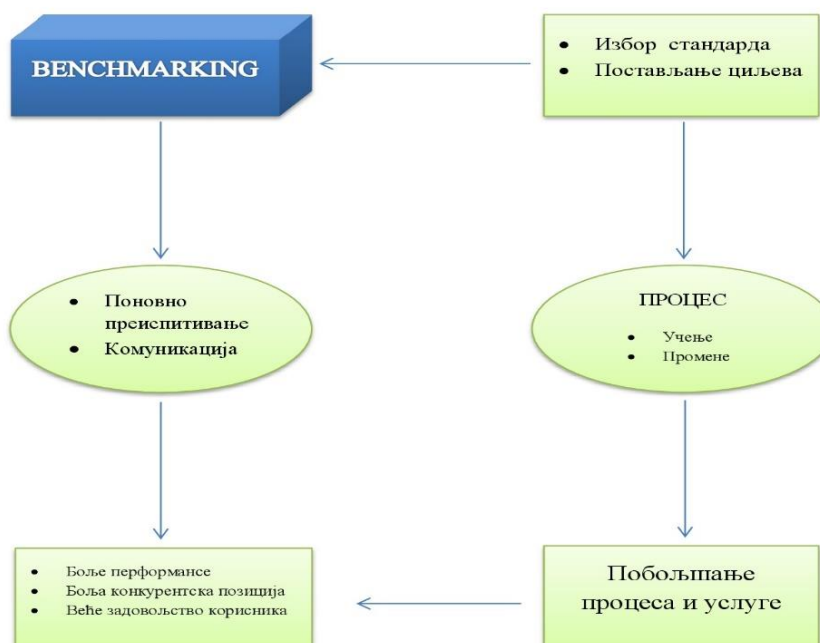 BENCHMARKING
• Избор стандарда
• Постављање циљева
• Поновно
преиспитивање
• Комуникација
ПРОЦЕС
• Учење
• Промене
• Боље перформансе
• Боља конкурентска позиција
• Веће задовољство корисника
Побољшање
процеса и услуге